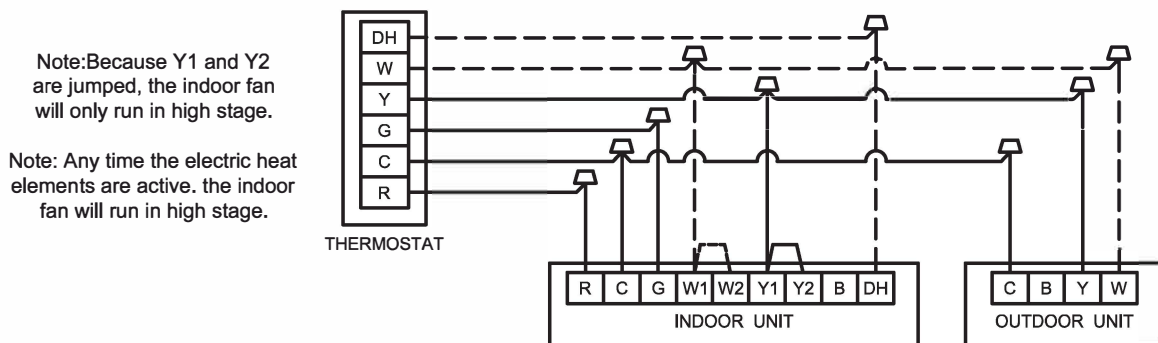 Note:Because Y1 and Y2
are jumped, the indoor fan
will only run in high stage.
Note: Any time the electric heat
elements are active. the indoor
fan will run in high stage.
DH
W
Y
G
C
R
THERMOSTAT
R C G W1 W2 Y1 Y2 B DH
INDOOR UNIT
C B Y W
OUTDOOR UNIT